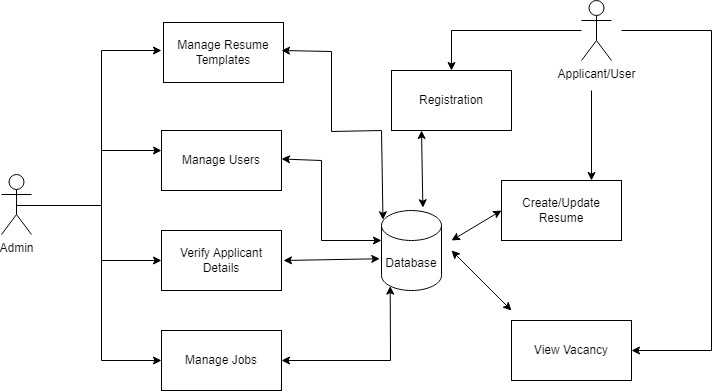 Manage Resume
Templates
Applicant/User
Registration
Manage Users
Create/Update
Resume
Admin
Verify Applicant
Details
Database
View Vacancy
Manage Jobs